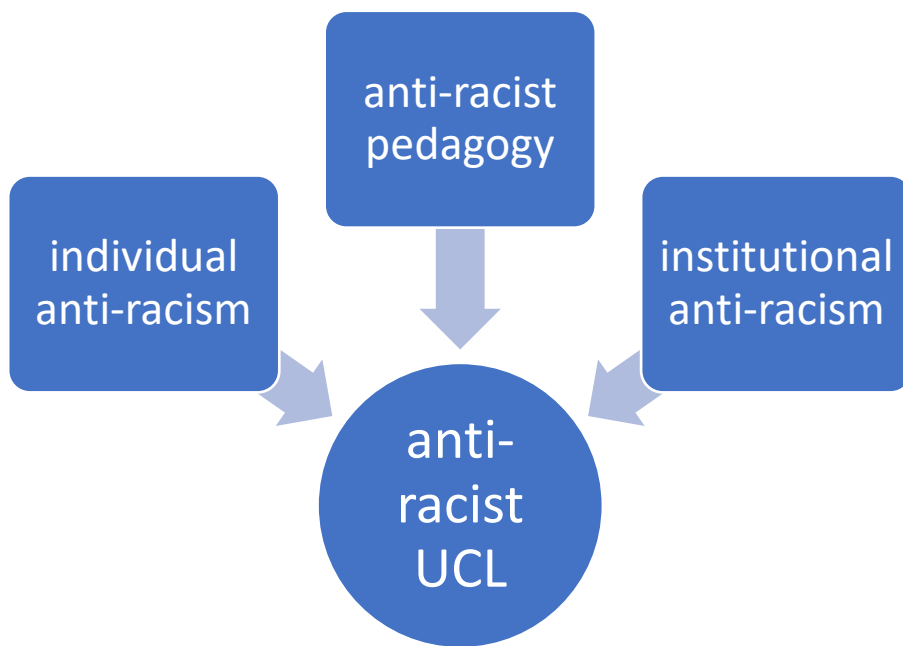 anti-racist
pedagogy
individual
anti-racism
institutional
anti-racism
anti-
racist
UCL